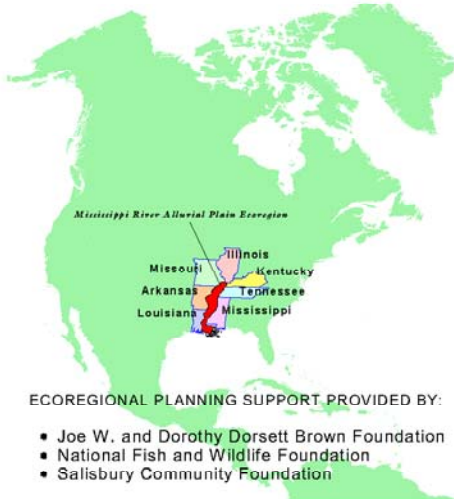 Mississippi River Alluvial Plain Ecoregion
Illinois
Missouri
Kentucky
Arkansas
Tennessee
Louisiana
Mississippi
ECOREGIONAL PLANNING SUPPORT PROVIDED BY:
• Joe W. and Dorothy Dorsett Brown Foundation
• National Fish and Wildlife Foundation
• Salisbury Community Foundation